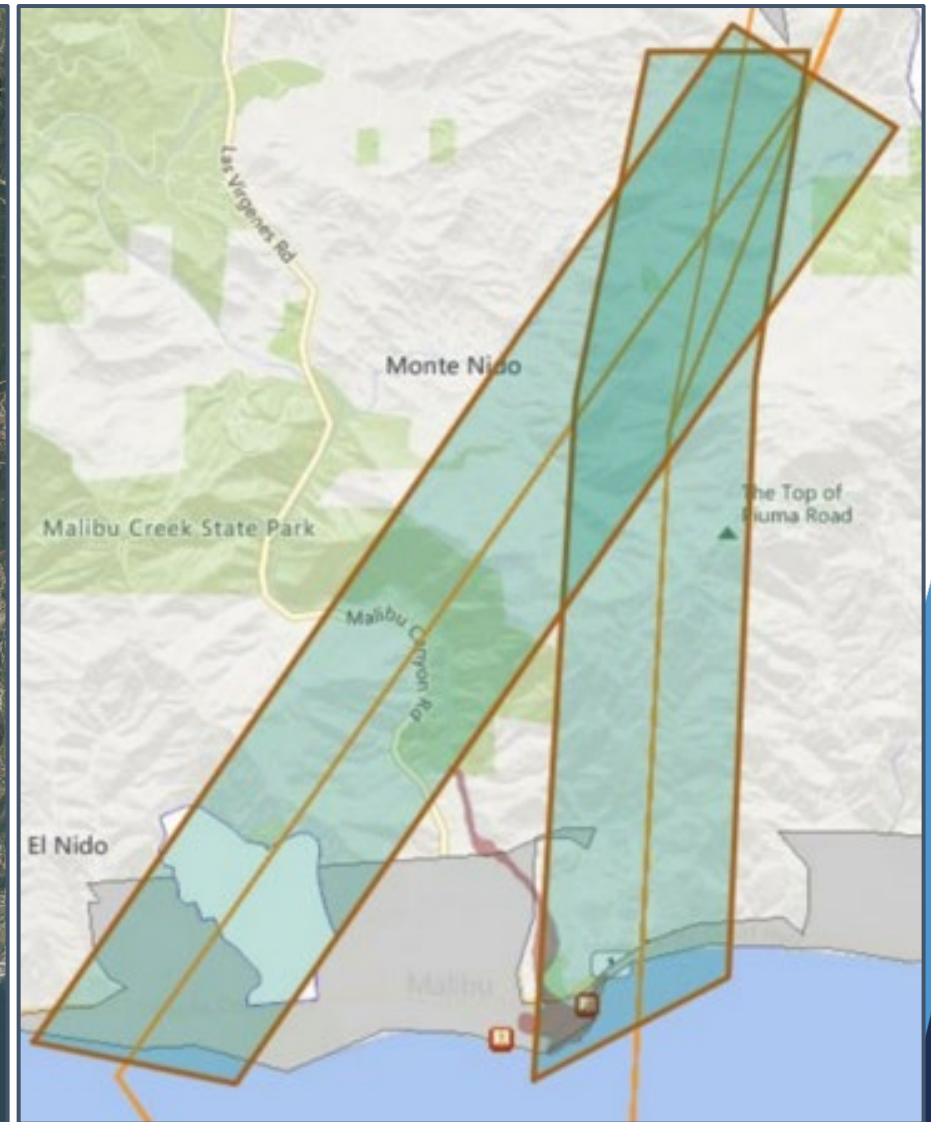 Las Virgenes Rd
Monte Nido
The Top of
Piuma Road
Malibu Creek State Park
Malibu Canyon Rd
El Nido
Malibu